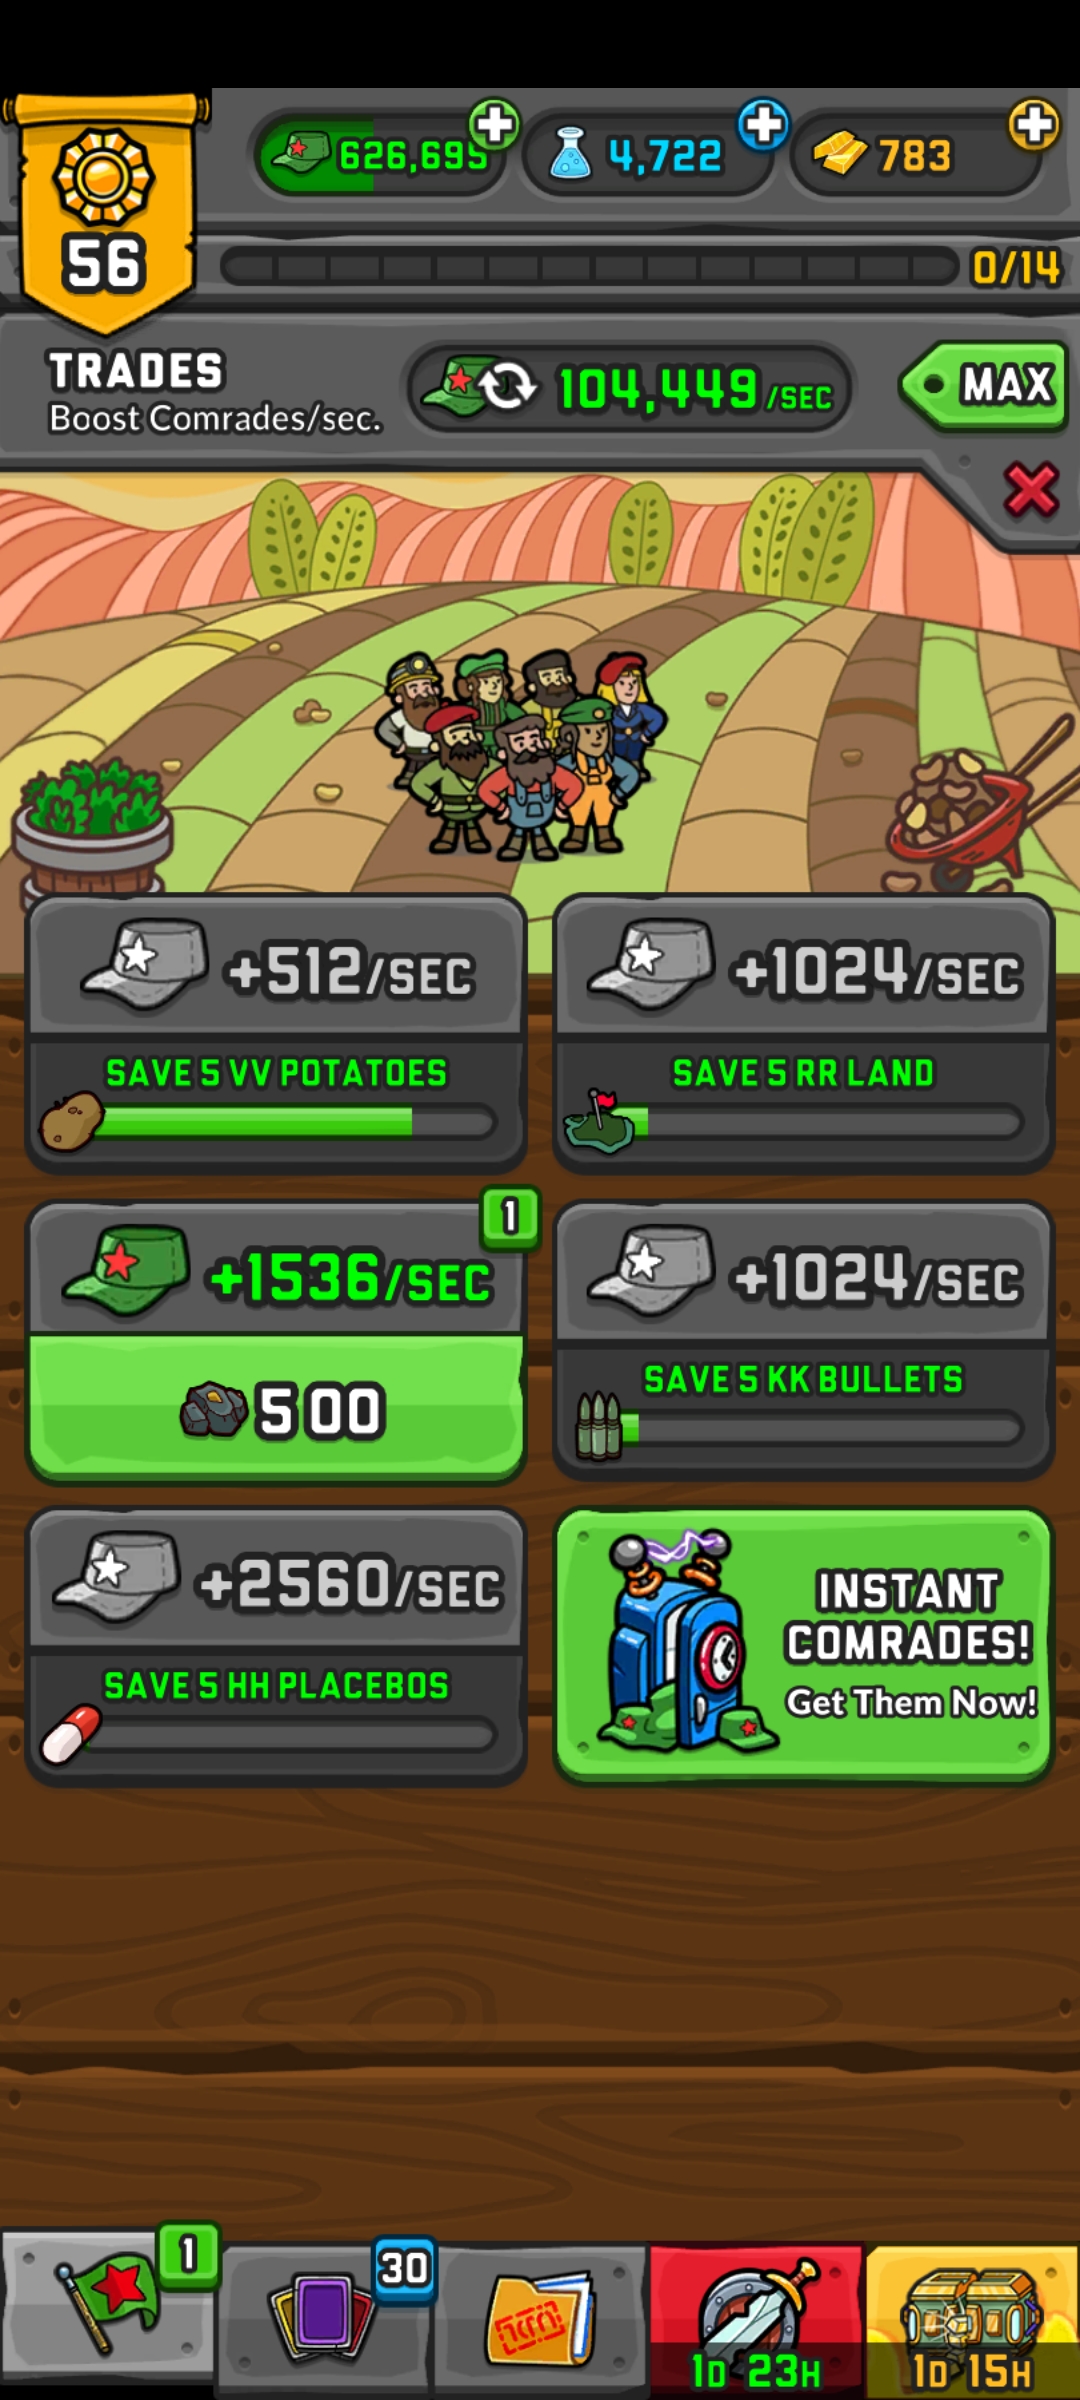 626,695
4,722
783
56
0/14
TRADES
Boost Comrades/sec.
104,449/SEC
MAX
+512/SEC
+1024/SEC
SAVE 5 VV POTATOES
SAVE 5 RR LAND
1
+1536/SEC
+1024/SEC
500
SAVE 5 KK BULLETS
+2560/SEC
SAVE 5 HH PLACEBOS
INSTANT
COMRADES!
Get Them Now!
1
30
1D 23H
1D 15H